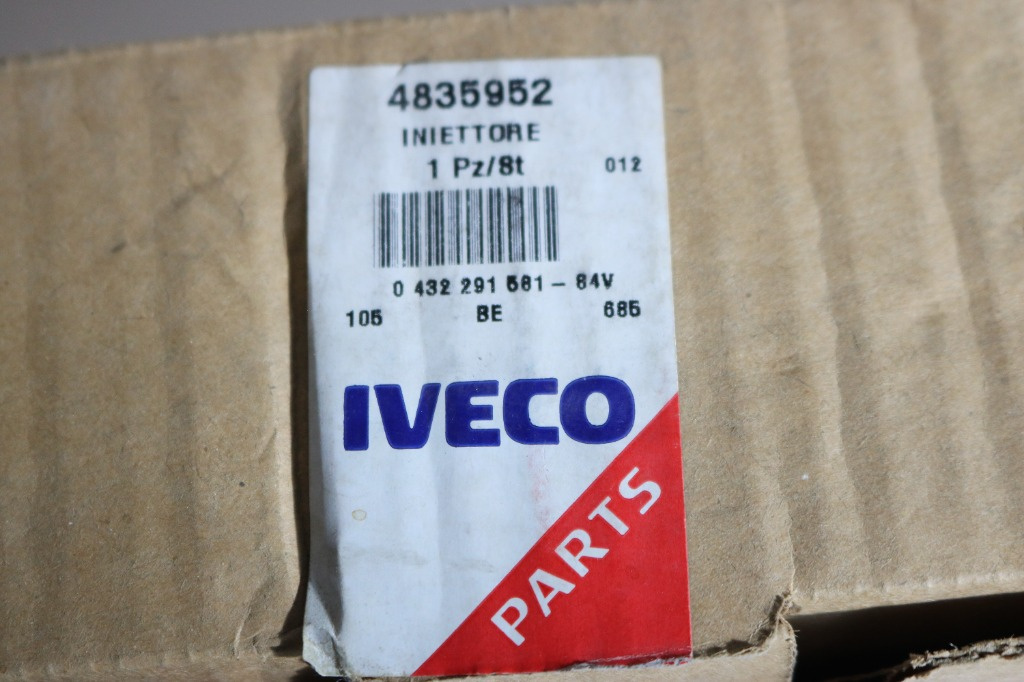 4835952
INIETTORE
1 Pz/St 012
0 432 291 581 - 84V
105 BE 685
IVECO
PARTS